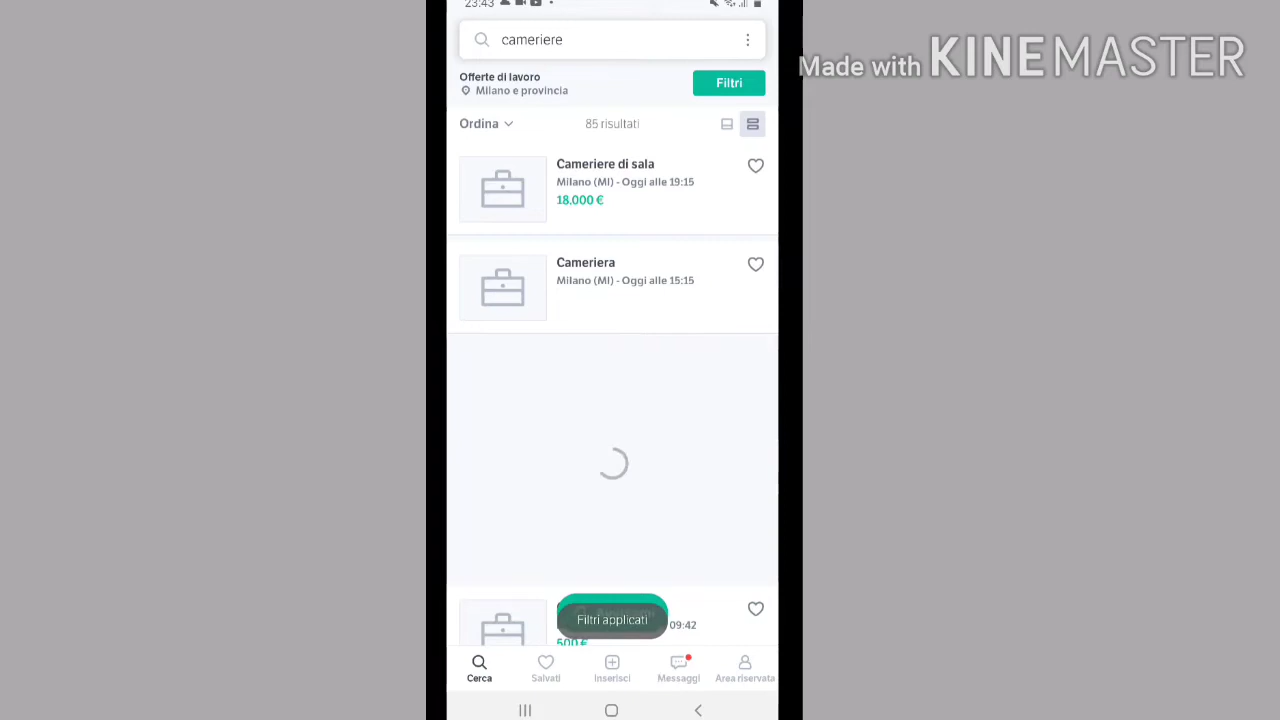 23:43
cameriere
Made with KINEMASTER
Offerte di lavoro
Milano e provincia
Filtri
Ordina
85 risultati
Cameriere di sala
Milano (MI) - Oggi alle 19:15
18.000 €
Cameriera
Milano (MI) - Oggi alle 15:15
Filtri applicati
09:42
500 €
Cerca
Salvati
Inserisci
Messaggi
Area riservata